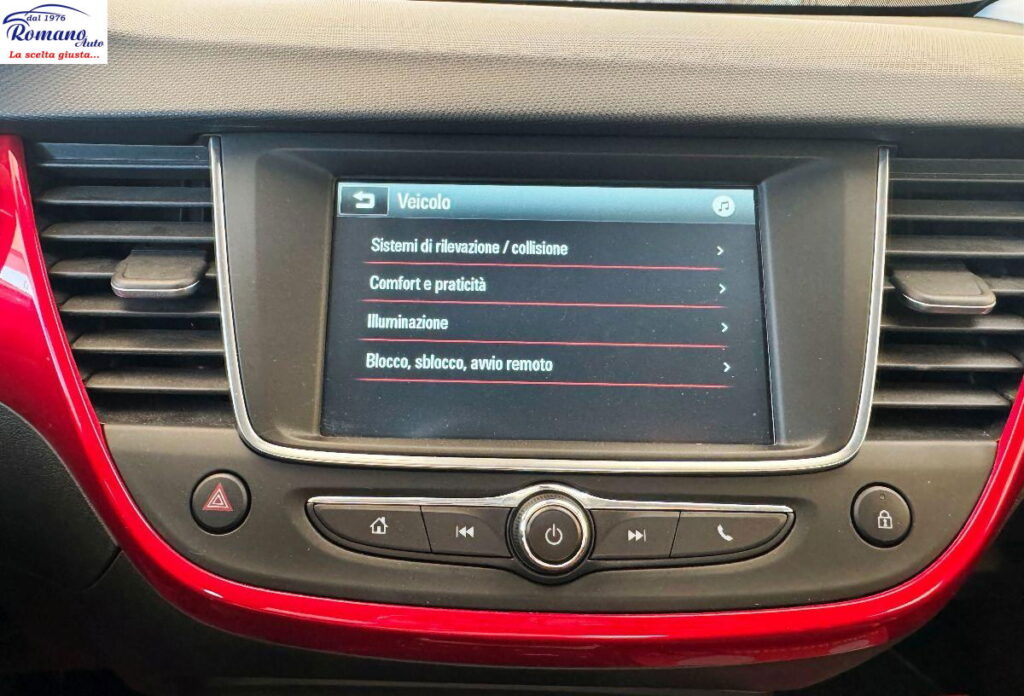 dal 1976
Romano
Auto
La scelta giusta...
Veicolo
Sistemi di rilevazione / collisione
Comfort e praticità
Illuminazione
Blocco, sblocco, avvio remoto